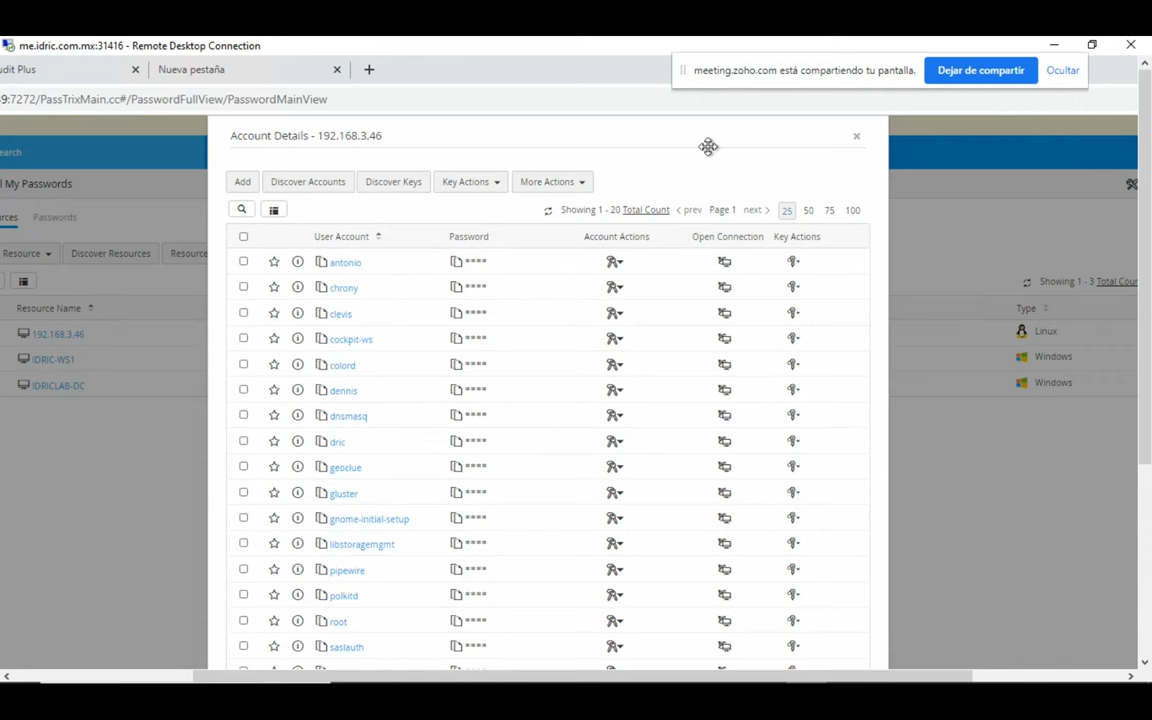 me.idric.com.mx:31416 - Remote Desktop Connection
udit Plus
Nueva pestaña
meeting.zoho.com está compartiendo tu pantalla.
Dejar de compartir
Ocultar
39:7272/PassTrixMain.cc#/PasswordFullView/PasswordMainView
earch
l My Passwords
rces
Passwords
Resource
Discover Resources
Resource
Showing 1 - 3 Total Coun
Resource Name
Type
192.168.3.46
Linux
IDRIC-WS1
Windows
IDRICLAB-DC
Windows
Account Details - 192.168.3.46
Add
Discover Accounts
Discover Keys
Key Actions
More Actions
Showing 1 - 20 Total Count
‹ prev
Page 1
next ›
25
50
75
100
User Account
Password
Account Actions
Open Connection
Key Actions
antonio ****
chrony ****
clevis ****
cockpit-ws ****
colord ****
dennis ****
dnsmasq ****
dric ****
geoclue ****
gluster ****
gnome-initial-setup ****
libstoragemgmt ****
pipewire ****
polkitd ****
root ****
saslauth ****